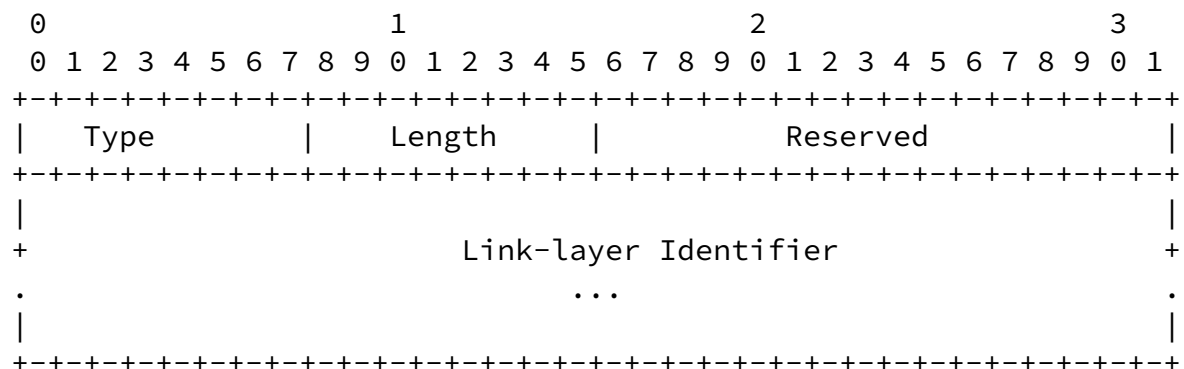 0                   1                   2                   3
 0 1 2 3 4 5 6 7 8 9 0 1 2 3 4 5 6 7 8 9 0 1 2 3 4 5 6 7 8 9 0 1
+-+-+-+-+-+-+-+-+-+-+-+-+-+-+-+-+-+-+-+-+-+-+-+-+-+-+-+-+-+-+-+-+
|   Type        |    Length     |          Reserved             |
+-+-+-+-+-+-+-+-+-+-+-+-+-+-+-+-+-+-+-+-+-+-+-+-+-+-+-+-+-+-+-+-+
|                                                               |
+                        Link-layer Identifier                  +
.                              ...                              .
|                                                               |
+-+-+-+-+-+-+-+-+-+-+-+-+-+-+-+-+-+-+-+-+-+-+-+-+-+-+-+-+-+-+-+-+